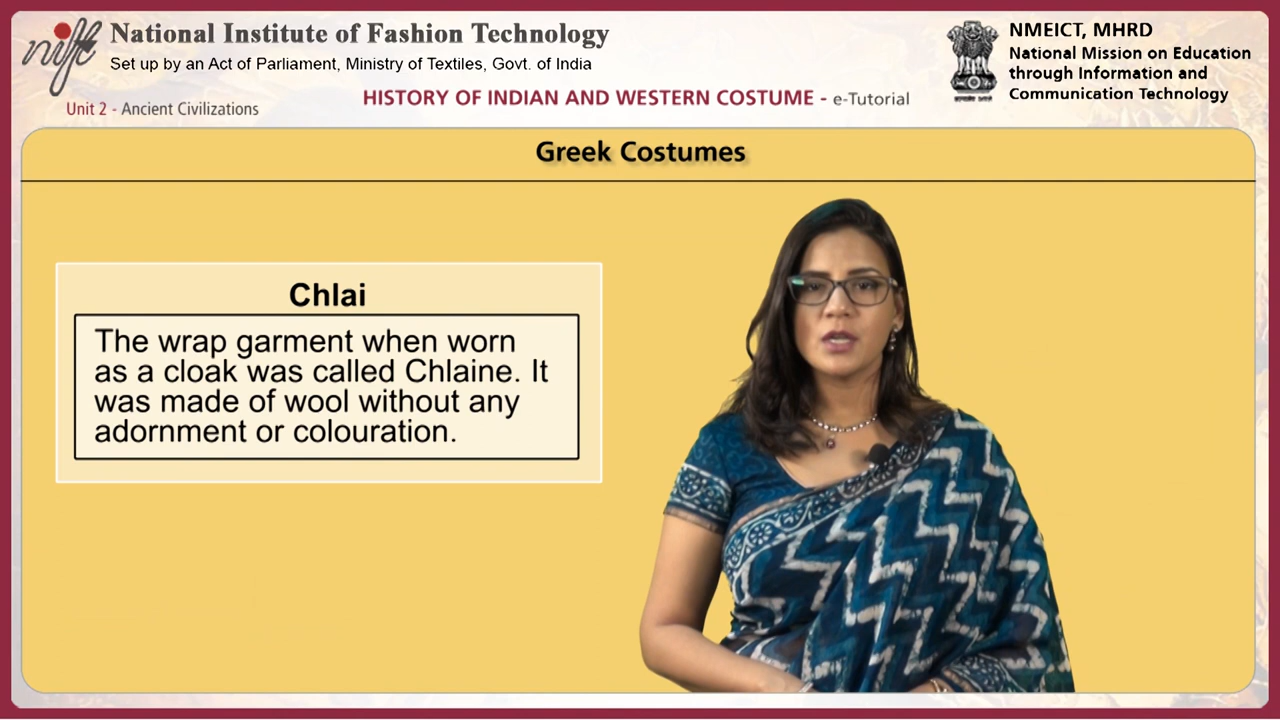 nift
National Institute of Fashion Technology
Set up by an Act of Parliament, Ministry of Textiles, Govt. of India
Unit 2 - Ancient Civilizations
HISTORY OF INDIAN AND WESTERN COSTUME - e-Tutorial
NMEICT, MHRD
National Mission on Education
through Information and
Communication Technology
Greek Costumes
Chlai
The wrap garment when worn
as a cloak was called Chlaine. It
was made of wool without any
adornment or colouration.